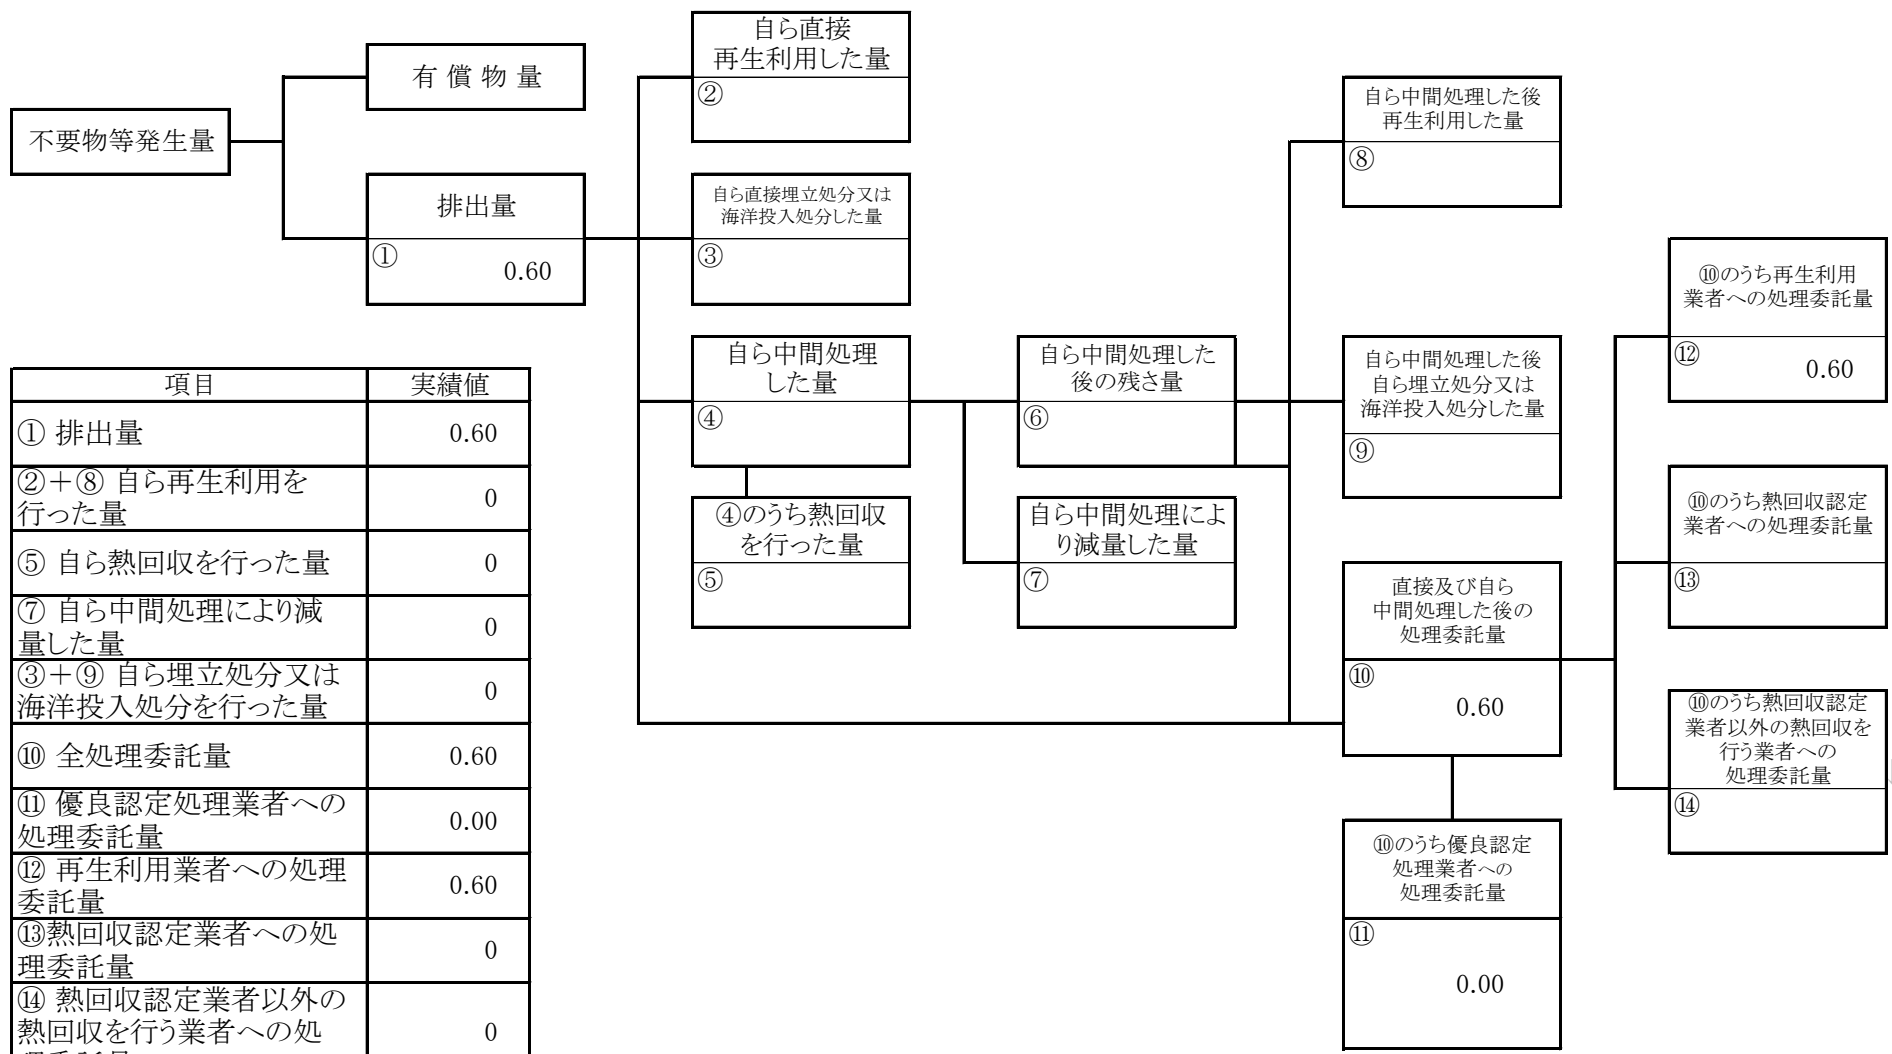 不要物等発生量
有 償 物 量
排出量
①
0.60
自ら直接
再生利用した量
②
自ら直接埋立処分又は
海洋投入処分した量
③
自ら中間処理
した量
④
④のうち熱回収
を行った量
⑤
自ら中間処理した
後の残さ量
⑥
自ら中間処理によ
り減量した量
⑦
自ら中間処理した後
再生利用した量
⑧
自ら中間処理した後
自ら埋立処分又は
海洋投入処分した量
⑨
直接及び自ら
中間処理した後の
処理委託量
⑩
0.60
⑩のうち優良認定
処理業者への
処理委託量
⑪
0.00
⑩のうち再生利用
業者への処理委託量
⑫
0.60
⑩のうち熱回収認定
業者への処理委託量
⑬
⑩のうち熱回収認定
業者以外の熱回収を
行う業者への
処理委託量
⑭
項目 実績値
① 排出量 0.60
②＋⑧ 自ら再生利用を
行った量 0
⑤ 自ら熱回収を行った量 0
⑦ 自ら中間処理により減
量した量 0
③＋⑨ 自ら埋立処分又は
海洋投入処分を行った量 0
⑩ 全処理委託量 0.60
⑪ 優良認定処理業者への
処理委託量 0.00
⑫ 再生利用業者への処理
委託量 0.60
⑬熱回収認定業者への処
理委託量 0
⑭ 熱回収認定業者以外の
熱回収を行う業者への処 0